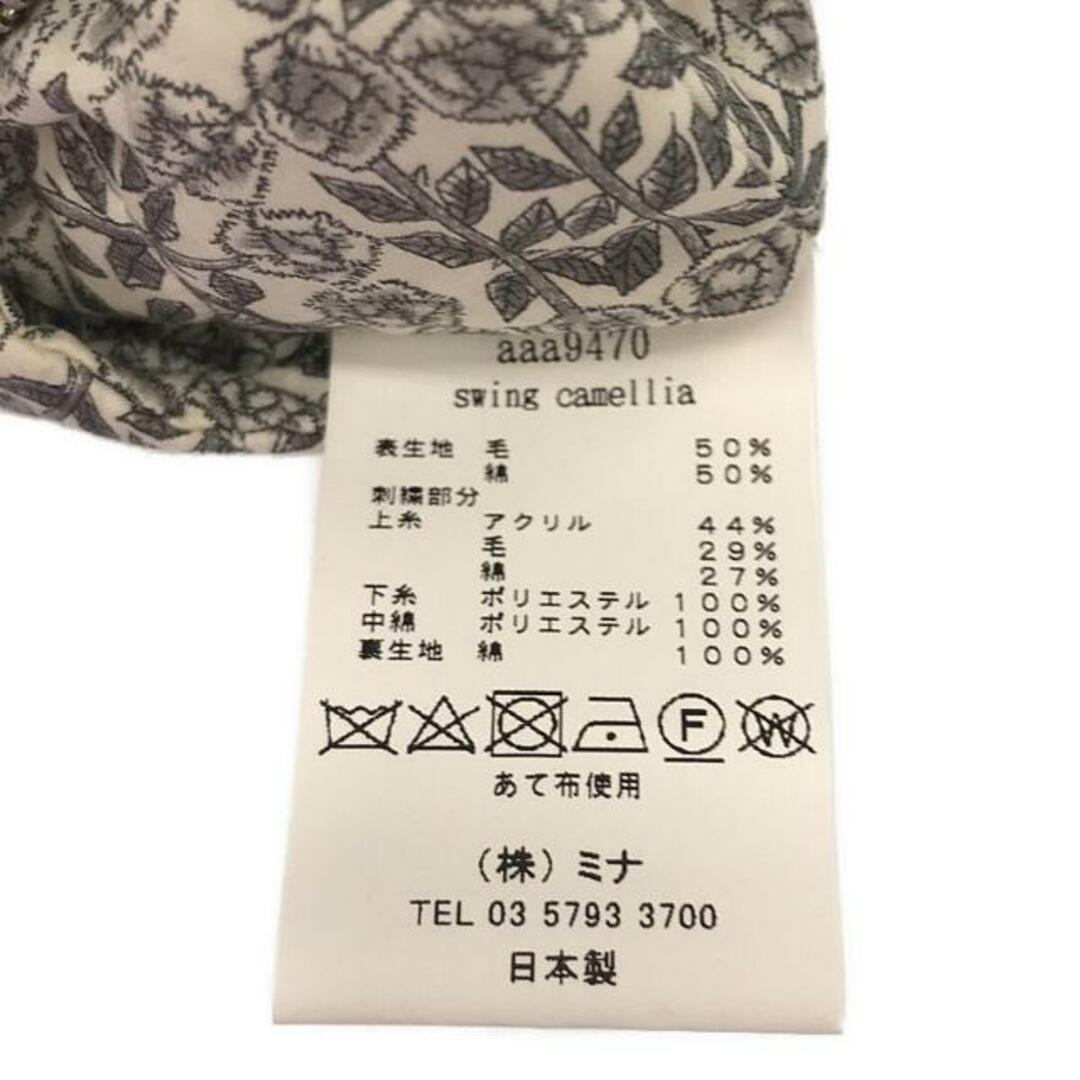 aaa9470
swing camellia
表生地 毛 50%
綿 50%
刺繍部分
上糸 アクリル 44%
毛 29%
綿 27%
下糸 ポリエステル 100%
中綿 ポリエステル 100%
裏生地 綿 100%
F W
あて布使用
(株)ミナ
TEL 03 5793 3700
日本製